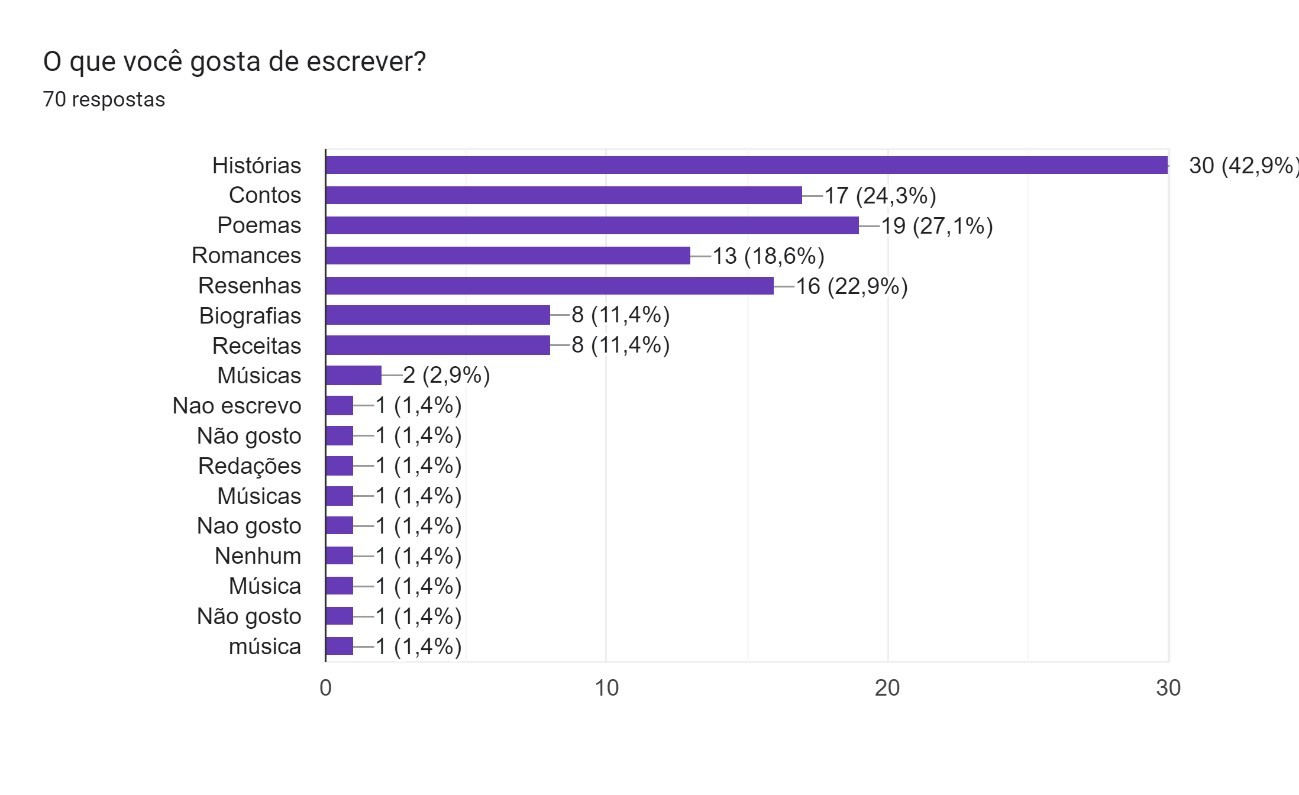 O que você gosta de escrever?
70 respostas
Histórias 30 (42,9%)
Contos 17 (24,3%)
Poemas 19 (27,1%)
Romances 13 (18,6%)
Resenhas 16 (22,9%)
Biografias 8 (11,4%)
Receitas 8 (11,4%)
Músicas 2 (2,9%)
Nao escrevo 1 (1,4%)
Não gosto 1 (1,4%)
Redações 1 (1,4%)
Músicas 1 (1,4%)
Nao gosto 1 (1,4%)
Nenhum 1 (1,4%)
Música 1 (1,4%)
Não gosto 1 (1,4%)
música 1 (1,4%)
0 10 20 30